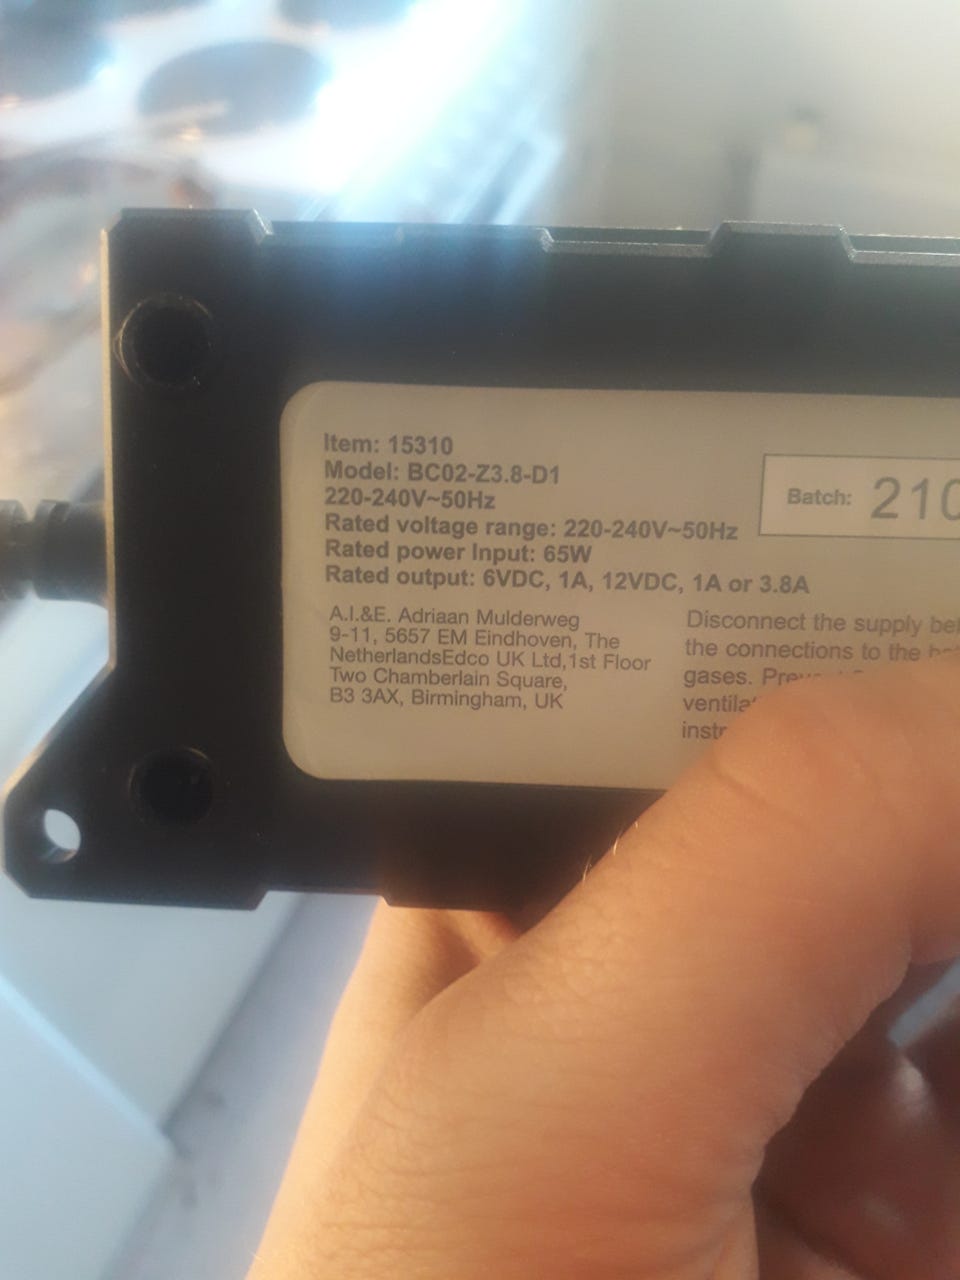 Item: 15310
Model: BC02-Z3.8-D1
220-240V~50Hz
Rated voltage range: 220-240V~50Hz
Rated power Input: 65W
Rated output: 6VDC, 1A, 12VDC, 1A or 3.8A
A.I.&E. Adriaan Mulderweg
9-11, 5657 EM Eindhoven, The
NetherlandsEdco UK Ltd,1st Floor
Two Chamberlain Square,
B3 3AX, Birmingham, UK
Batch: 210
Disconnect the supply
the connections to the
gases.